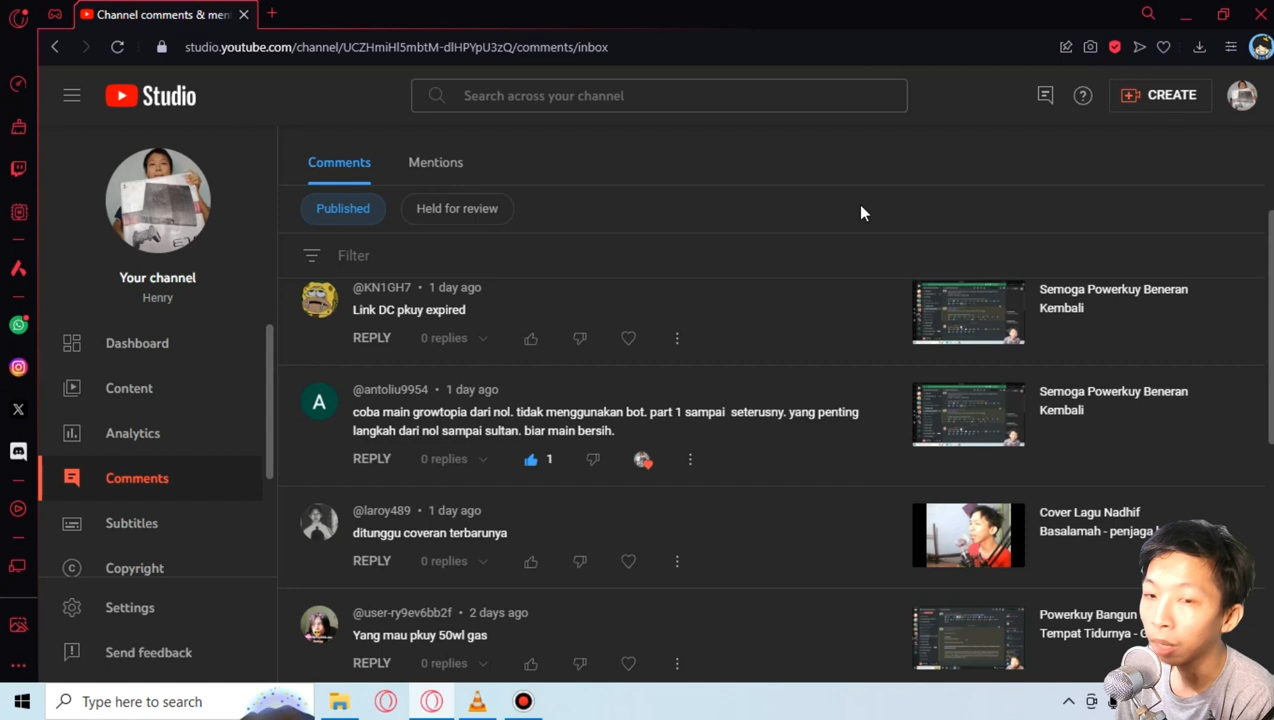 Channel comments & men
studio.youtube.com/channel/UCZHmiHl5mbtM-dlHPYpU3zQ/comments/inbox
Studio
Search across your channel
CREATE
Your channel
Henry
Dashboard
Content
Analytics
Comments
Subtitles
Copyright
Settings
Send feedback
Comments
Mentions
Published
Held for review
Filter
@KN1GH7 • 1 day ago
Link DC pkuy expired
REPLY
0 replies
Semoga Powerkuy Beneran
Kembali
@antoliu9954 • 1 day ago
coba main growtopia dari nol. tidak menggunakan bot. part 1 sampai seterusny. yang penting
langkah dari nol sampai sultan. biar main bersih.
REPLY
0 replies
1
Semoga Powerkuy Beneran
Kembali
@laroy489 • 1 day ago
ditunggu coveran terbarunya
REPLY
0 replies
Cover Lagu Nadhif
Basalamah - penjaga
@user-ry9ev6bb2f • 2 days ago
Yang mau pkuy 50wl gas
REPLY
0 replies
Powerkuy Bangun
Tempat Tidurnya -
Type here to search